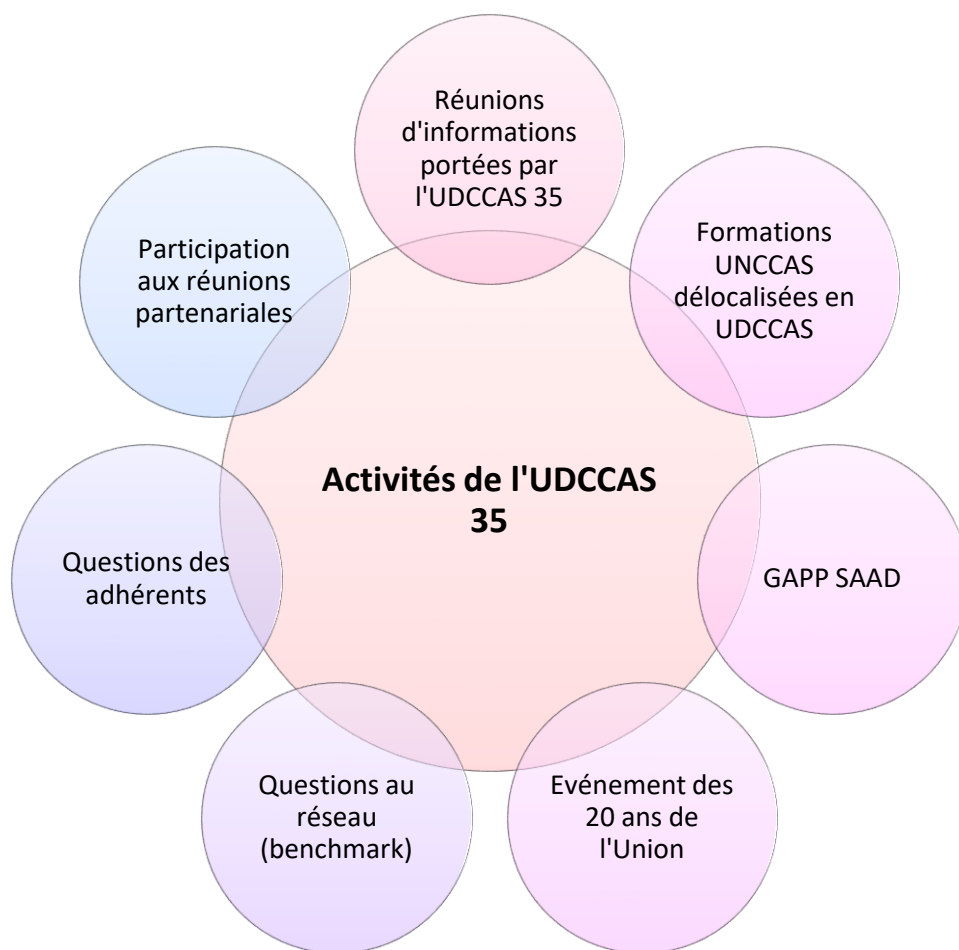 Réunions
d'informations
portées par
l'UDCCAS 35
Formations
UNCCAS
délocalisées en
UDCCAS
GAPP SAAD
Evénement des
20 ans de
l'Union
Questions au
réseau
(benchmark)
Questions des
adhérents
Participation
aux réunions
partenariales
Activités de l'UDCCAS
35